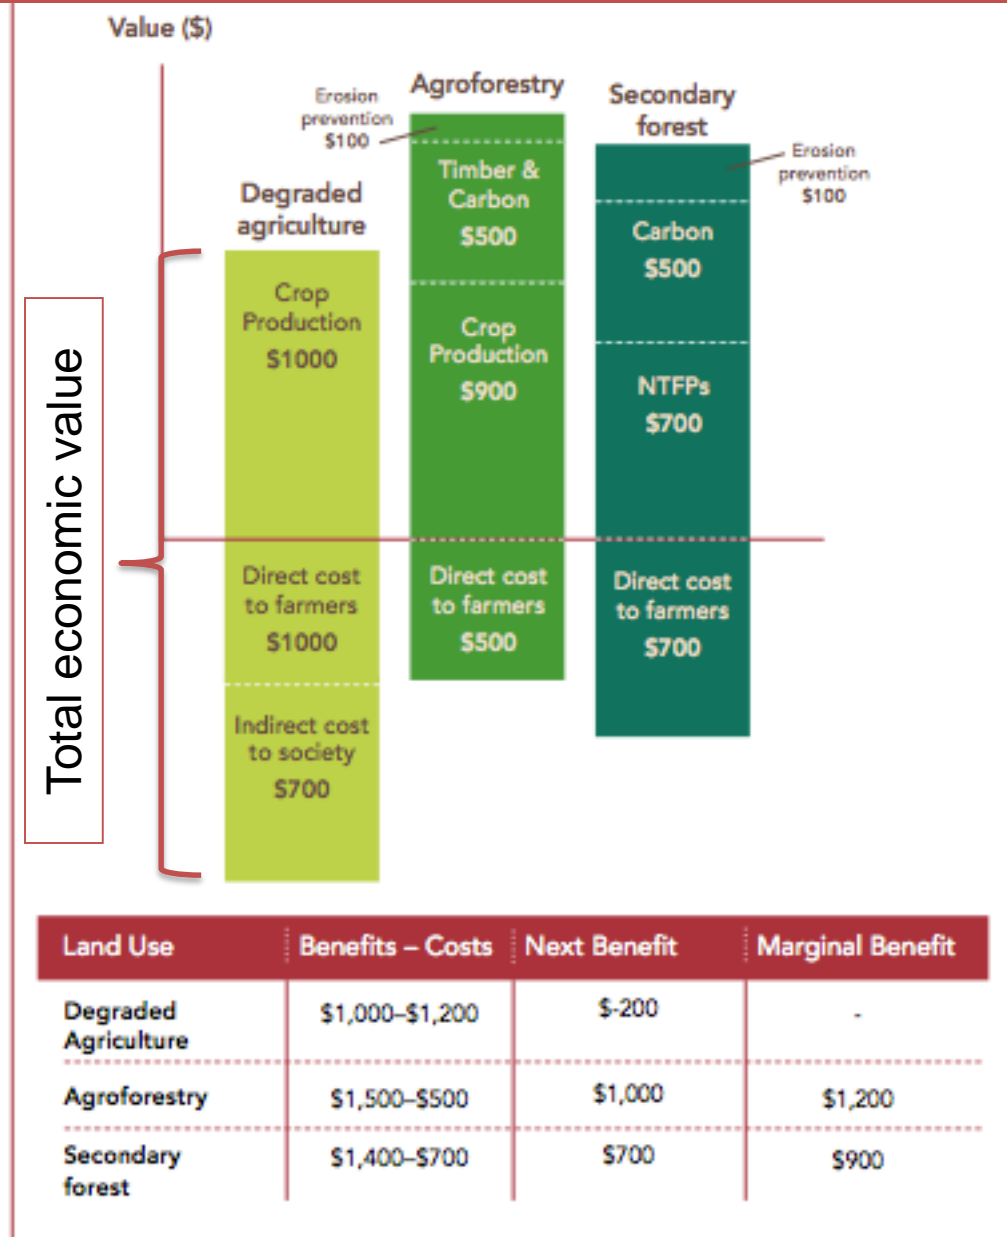 Value ($)
Total economic value
Degraded
agriculture
Crop
Production
$1000
Direct cost
to farmers
$1000
Indirect cost
to society
$700
Erosion
prevention
$100
Agroforestry
Timber &
Carbon
$500
Crop
Production
$900
Direct cost
to farmers
$500
Secondary
forest
Erosion
prevention
$100
Carbon
$500
NTFPs
$700
Direct cost
to farmers
$700
Land Use Benefits – Costs Next Benefit Marginal Benefit
Degraded
Agriculture
$1,000–$1,200 $-200 -
Agroforestry $1,500–$500 $1,000 $1,200
Secondary
forest
$1,400–$700 $700 $900